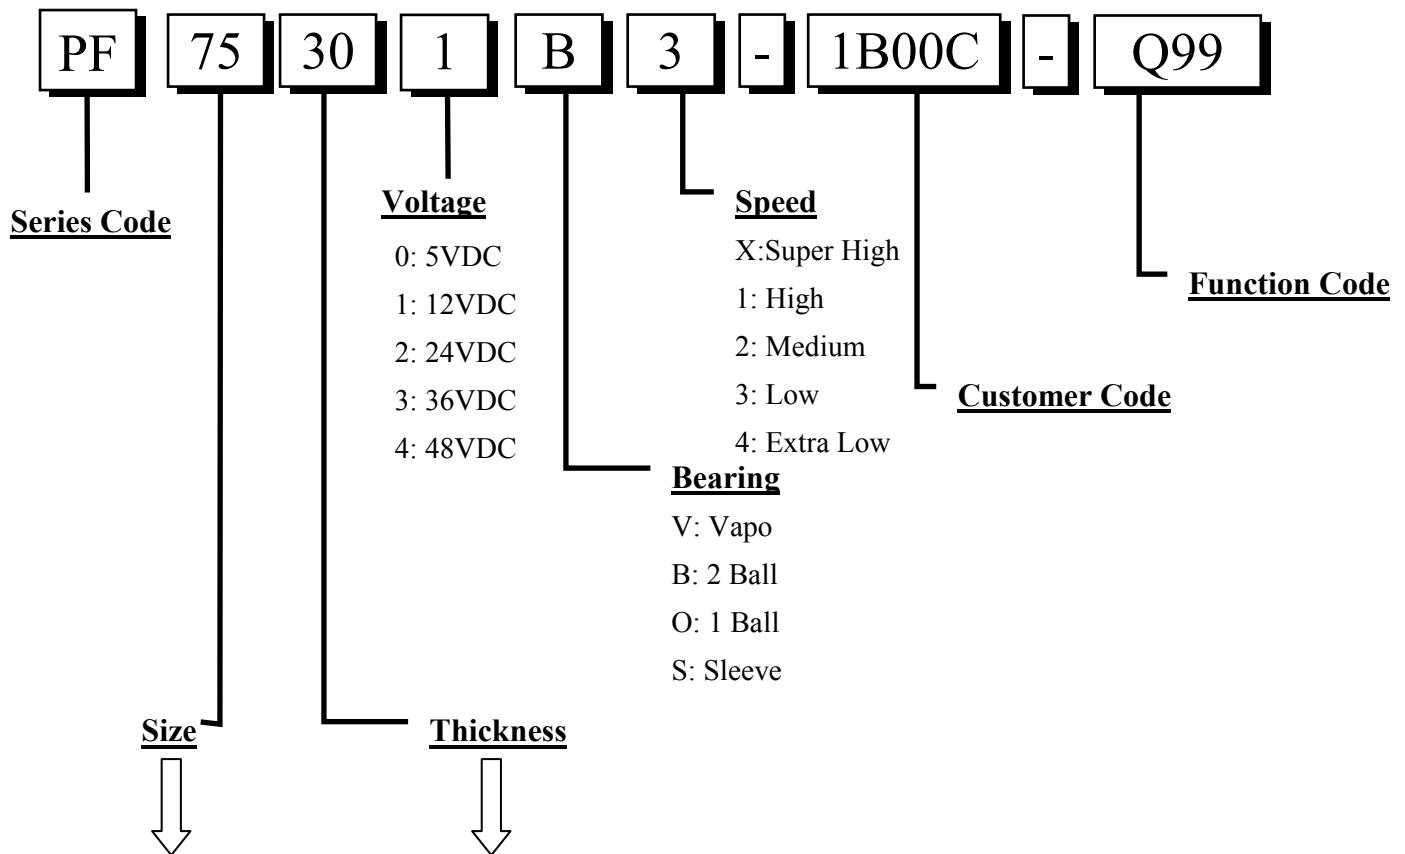 PF 75 30 1 B 3 - 1B00C - Q99
Series Code
Voltage
0: 5VDC
1: 12VDC
2: 24VDC
3: 36VDC
4: 48VDC
Speed
X:Super High
1: High
2: Medium
3: Low
4: Extra Low
Function Code
Customer Code
Bearing
V: Vapo
B: 2 Ball
O: 1 Ball
S: Sleeve
Size
Thickness